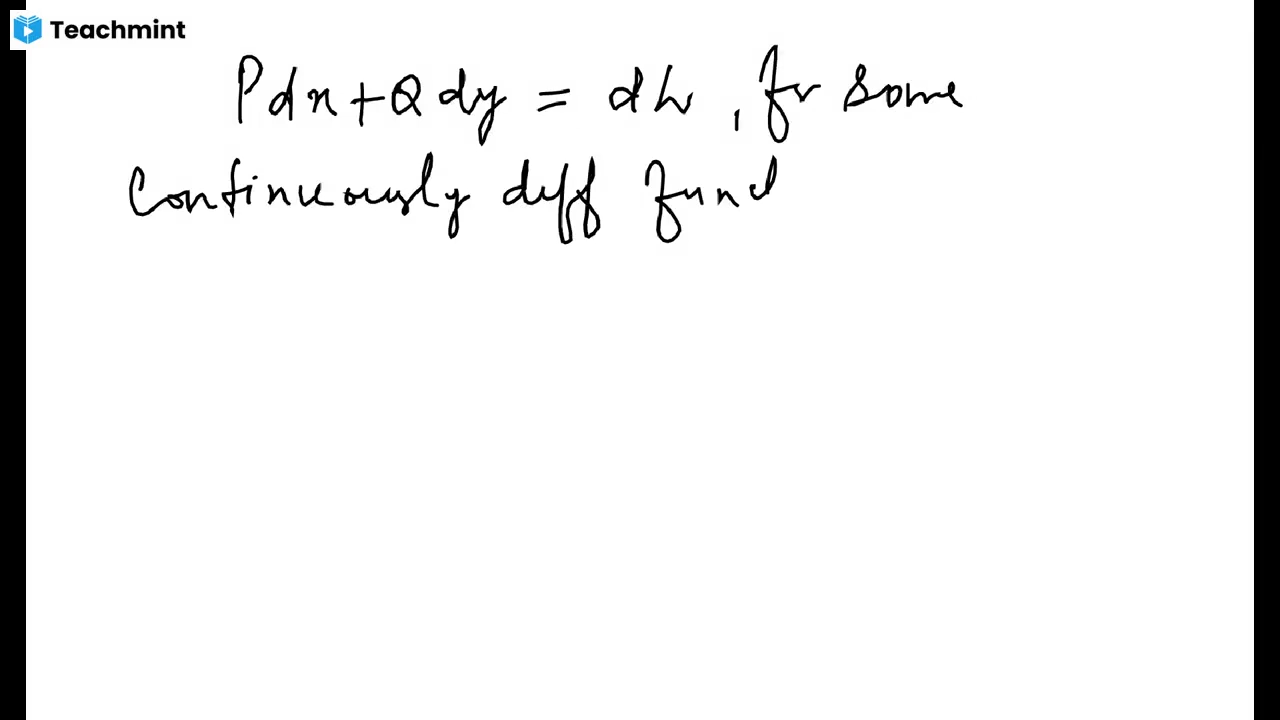 Teachmint
Pdx+Qdy = dh, for some
continuously diff func